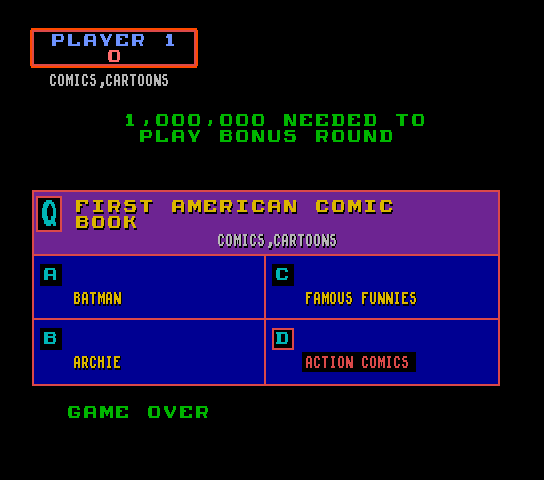 PLAYER 1
0
COMICS,CARTOONS
1,000,000 NEEDED TO
PLAY BONUS ROUND
Q FIRST AMERICAN COMIC
BOOK
COMICS,CARTOONS
A
BATMAN
C
FAMOUS FUNNIES
B
ARCHIE
D
ACTION COMICS
GAME OVER